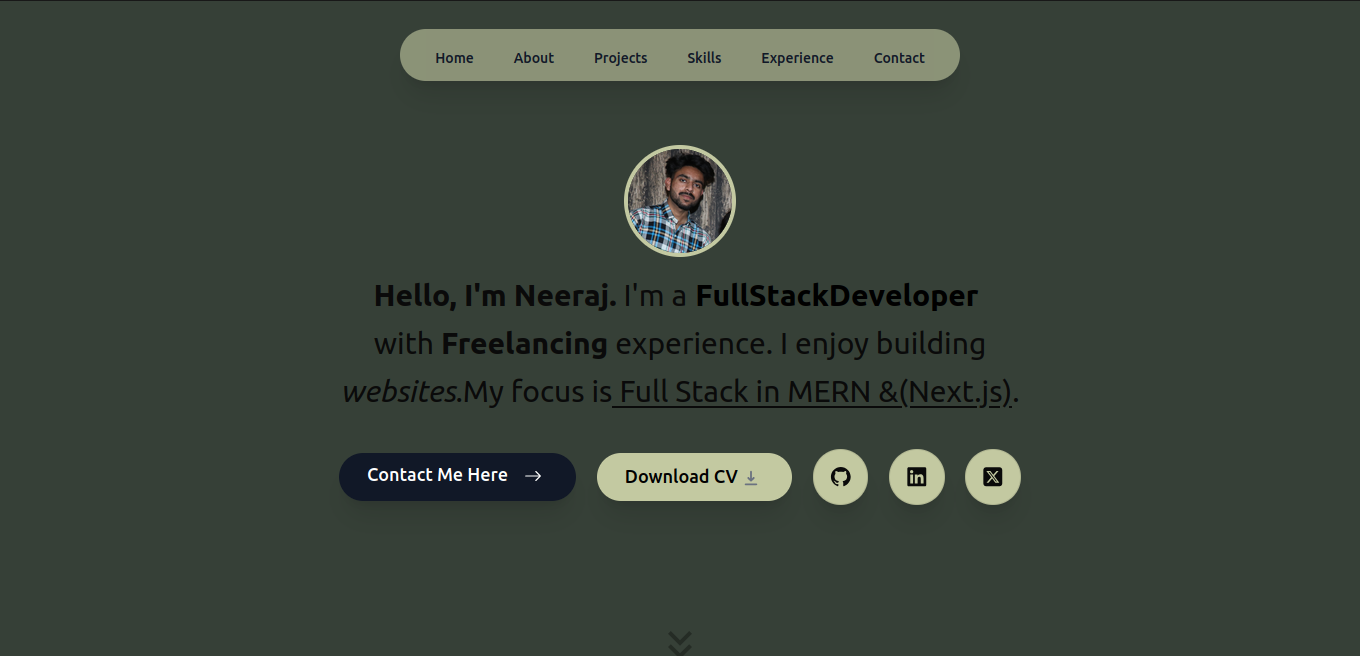 Home About Projects Skills Experience Contact
Hello, I'm Neeraj. I'm a FullStackDeveloper
with Freelancing experience. I enjoy building
websites.My focus is Full Stack in MERN &(Next.js).
Contact Me Here Download CV